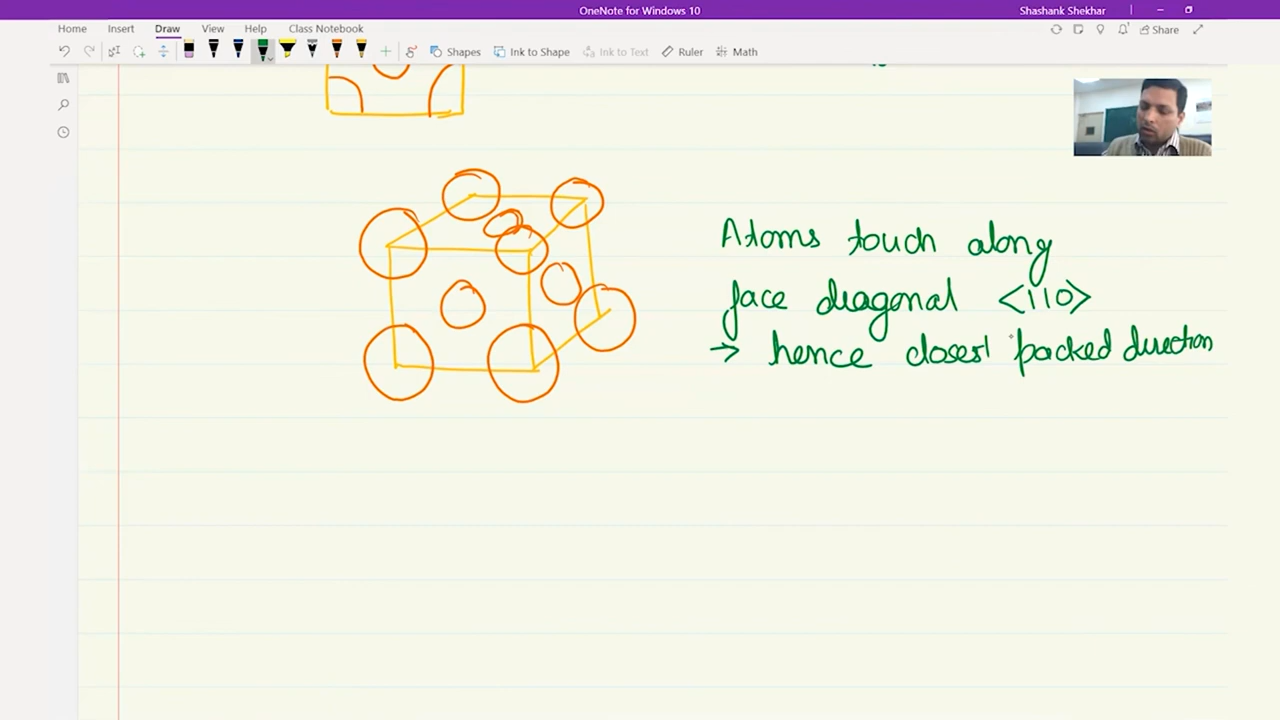 OneNote for Windows 10
Shashank Shekhar
Home Insert Draw View Help Class Notebook
Share
Shapes Ink to Shape Ink to Text Ruler Math
Atoms touch along
face diagonal <110>
→ hence closest packed direction